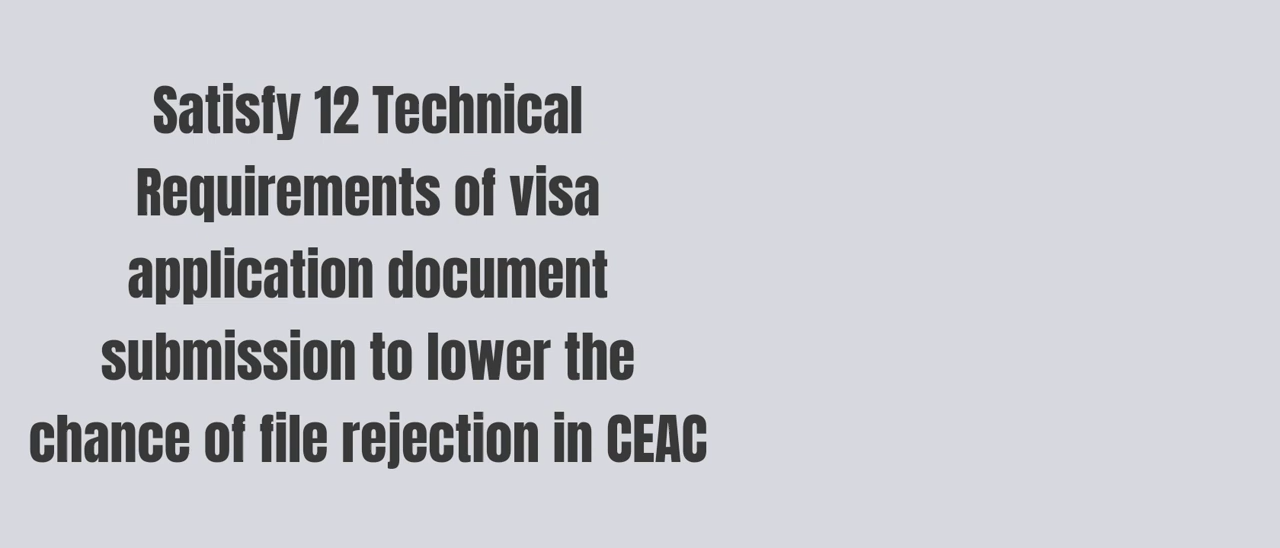 Satisfy 12 Technical
Requirements of visa
application document
submission to lower the
chance of file rejection in CEAC